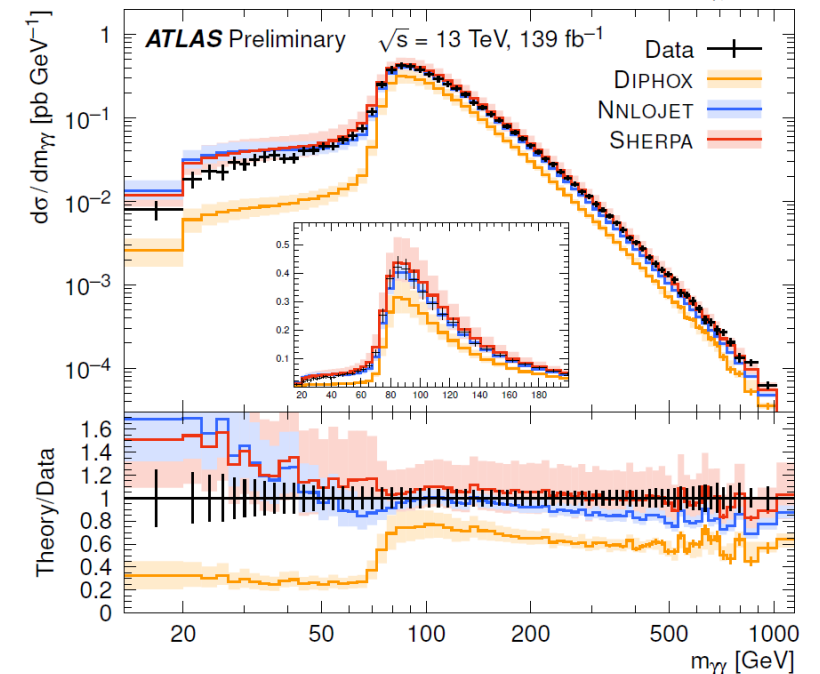 ATLAS Preliminary √s = 13 TeV, 139 fb⁻¹
Data
DIPHOX
NNLOJET
SHERPA
dσ / dmγγ [pb GeV⁻¹]
1
10⁻¹
10⁻²
10⁻³
10⁻⁴
0.5
0.4
0.3
0.2
0.1
20 40 60 80 100 120 140 160 180
Theory/Data
1.6
1.4
1.2
1
0.8
0.6
0.4
0.2
0
20 50 100 200 500 1000
mγγ [GeV]